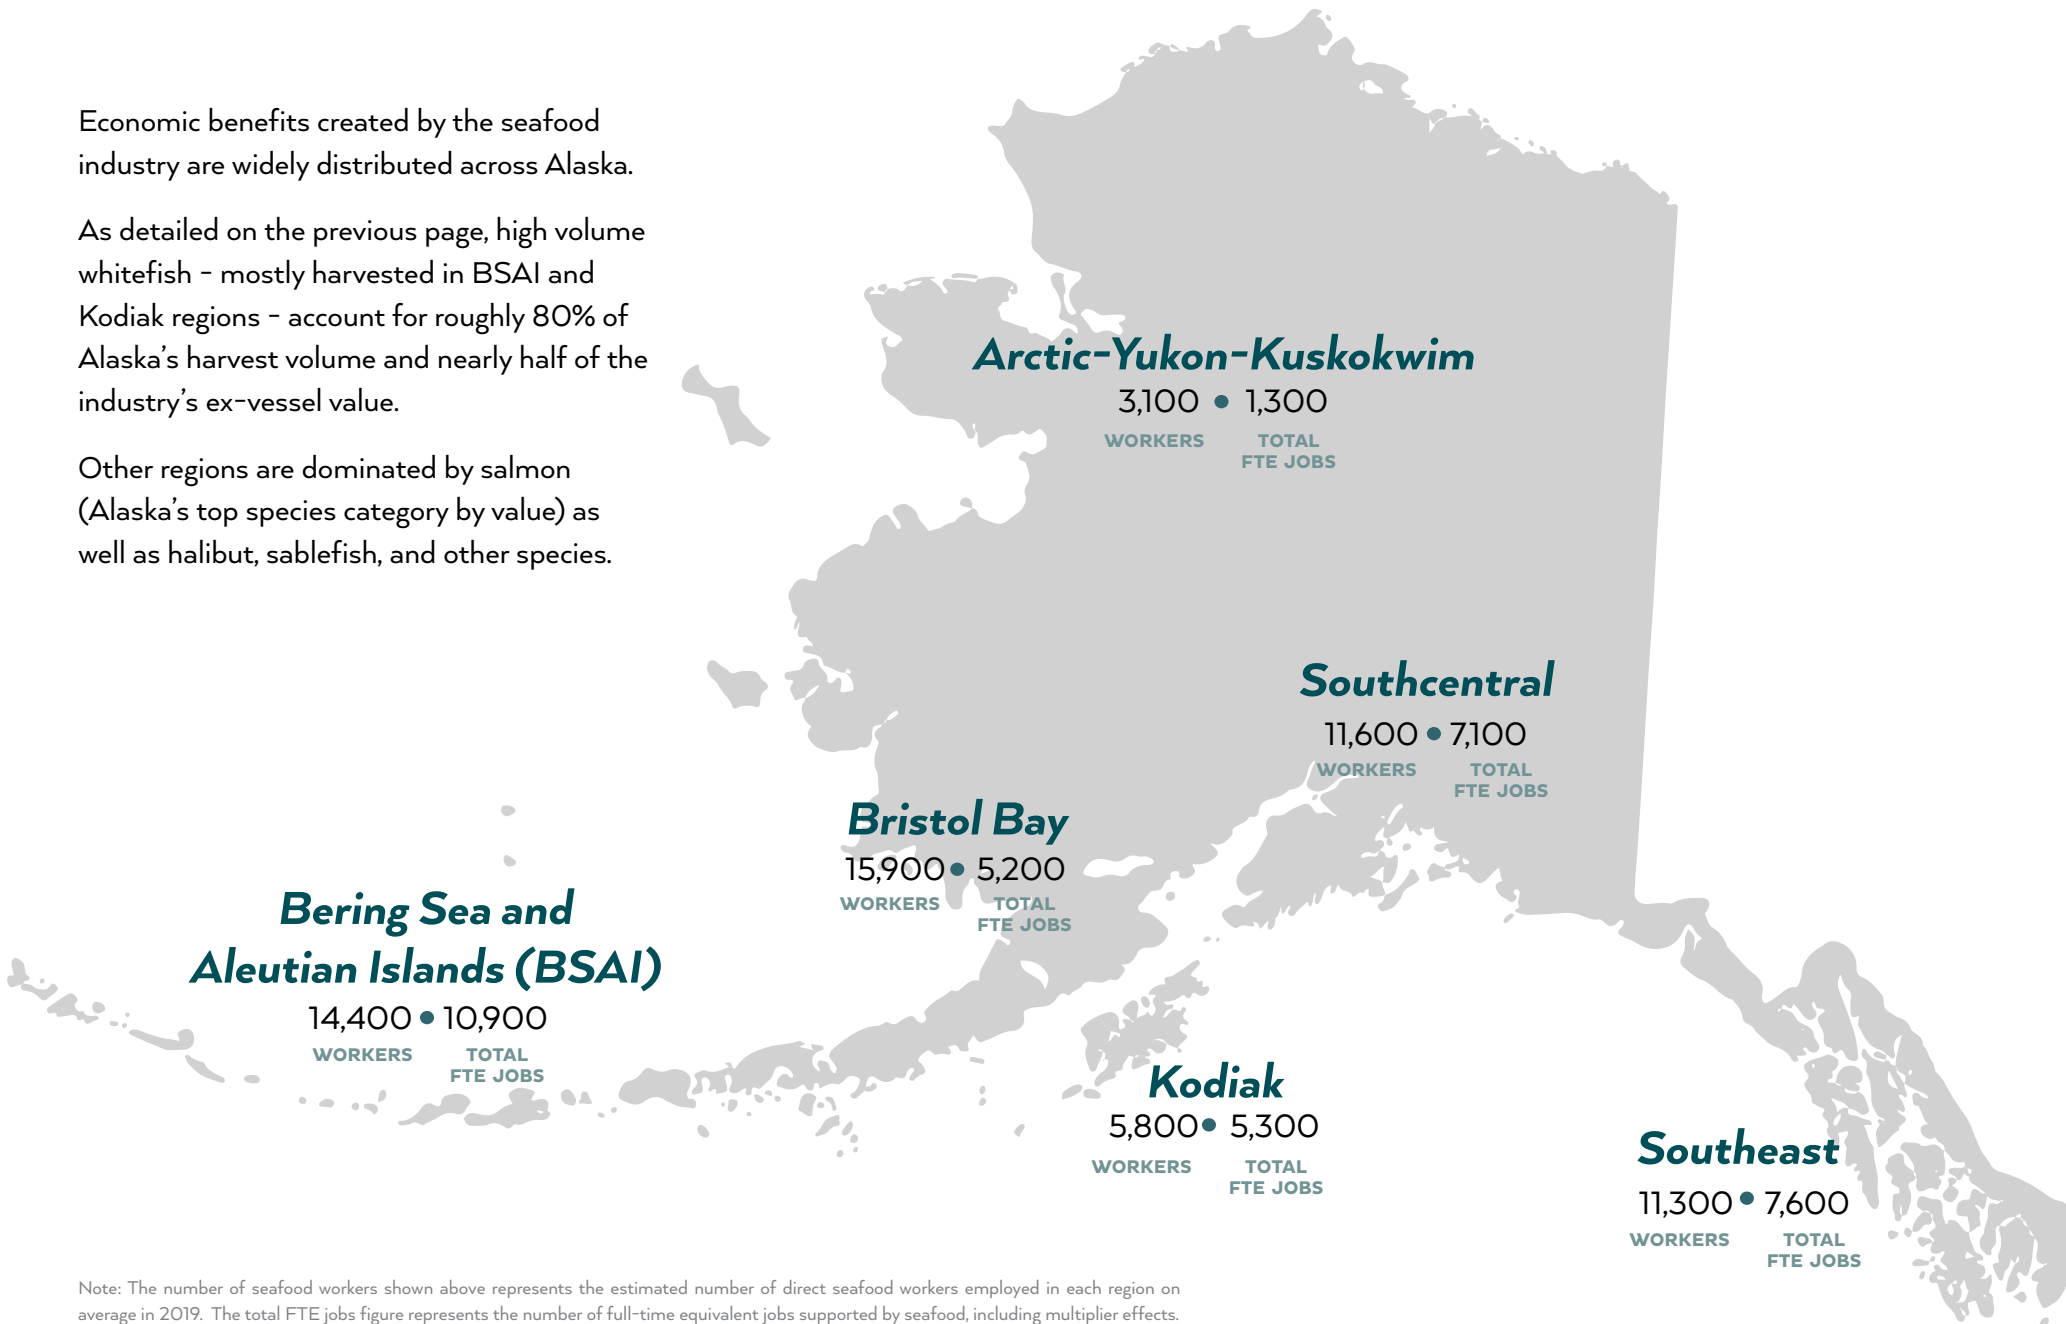 Economic benefits created by the seafood
industry are widely distributed across Alaska.
As detailed on the previous page, high volume
whitefish - mostly harvested in BSAI and
Kodiak regions - account for roughly 80% of
Alaska's harvest volume and nearly half of the
industry's ex-vessel value.
Other regions are dominated by salmon
(Alaska's top species category by value) as
well as halibut, sablefish, and other species.
Arctic-Yukon-Kuskokwim
3,100 • 1,300
WORKERS TOTAL
FTE JOBS
Southcentral
11,600 • 7,100
WORKERS TOTAL
FTE JOBS
Bristol Bay
15,900 • 5,200
WORKERS TOTAL
FTE JOBS
Bering Sea and
Aleutian Islands (BSAI)
14,400 • 10,900
WORKERS TOTAL
FTE JOBS
Kodiak
5,800 • 5,300
WORKERS TOTAL
FTE JOBS
Southeast
11,300 • 7,600
WORKERS TOTAL
FTE JOBS
Note: The number of seafood workers shown above represents the estimated number of direct seafood workers employed in each region on
average in 2019. The total FTE jobs figure represents the number of full-time equivalent jobs supported by seafood, including multiplier effects.